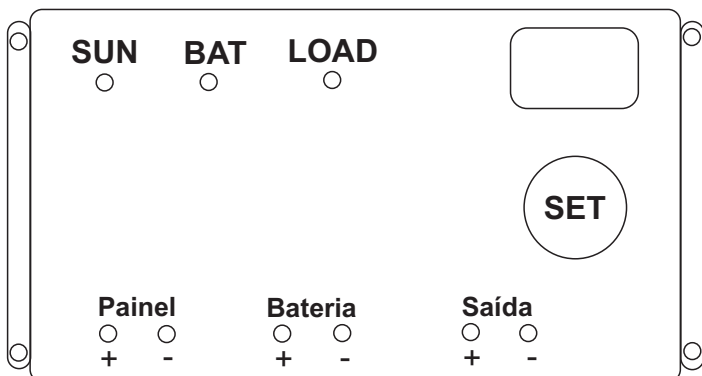 SUN BAT LOAD
SET
Painel Bateria Saída
+ - + - + -